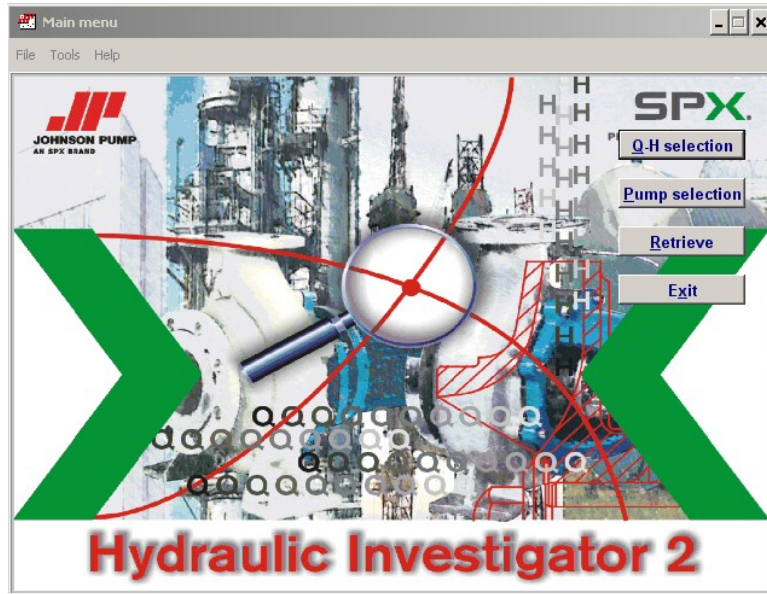 Main menu
File Tools Help
JOHNSON PUMP
AN SPX BRAND
SPX
Q-H selection
Pump selection
Retrieve
Exit
H
H
H
H
H
H
H
H
H
H
Q Q Q Q Q Q Q Q Q Q
Q Q Q Q Q Q Q Q Q
Q Q Q Q Q Q Q Q Q Q
Q Q Q Q Q Q Q Q Q
Hydraulic Investigator 2